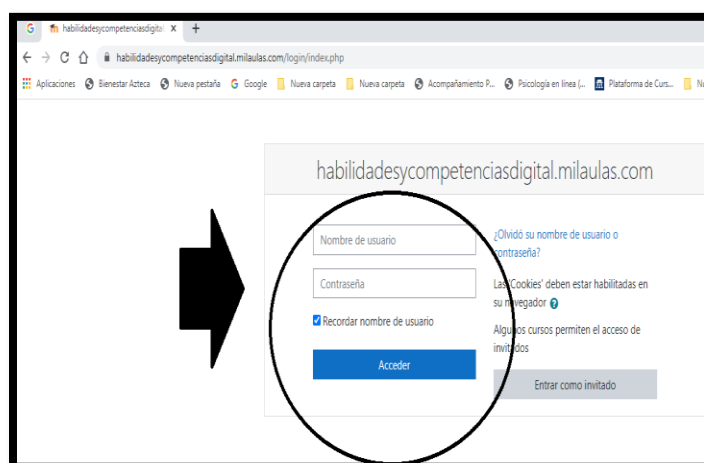 habilidadesycompetenciasdigital
habilidadesycompetenciasdigital.milaulas.com/login/index.php
Aplicaciones Bienestar Azteca Nueva pestaña Google Nueva carpeta Nueva carpeta Acompañamiento P... Psicología en línea (... Plataforma de Curs...
habilidadesycompetenciasdigital.milaulas.com
Nombre de usuario
Contraseña
Recordar nombre de usuario
Acceder
¿Olvidó su nombre de usuario o
contraseña?
Las 'Cookies' deben estar habilitadas en
su navegador
Algunos cursos permiten el acceso de
invitados
Entrar como invitado